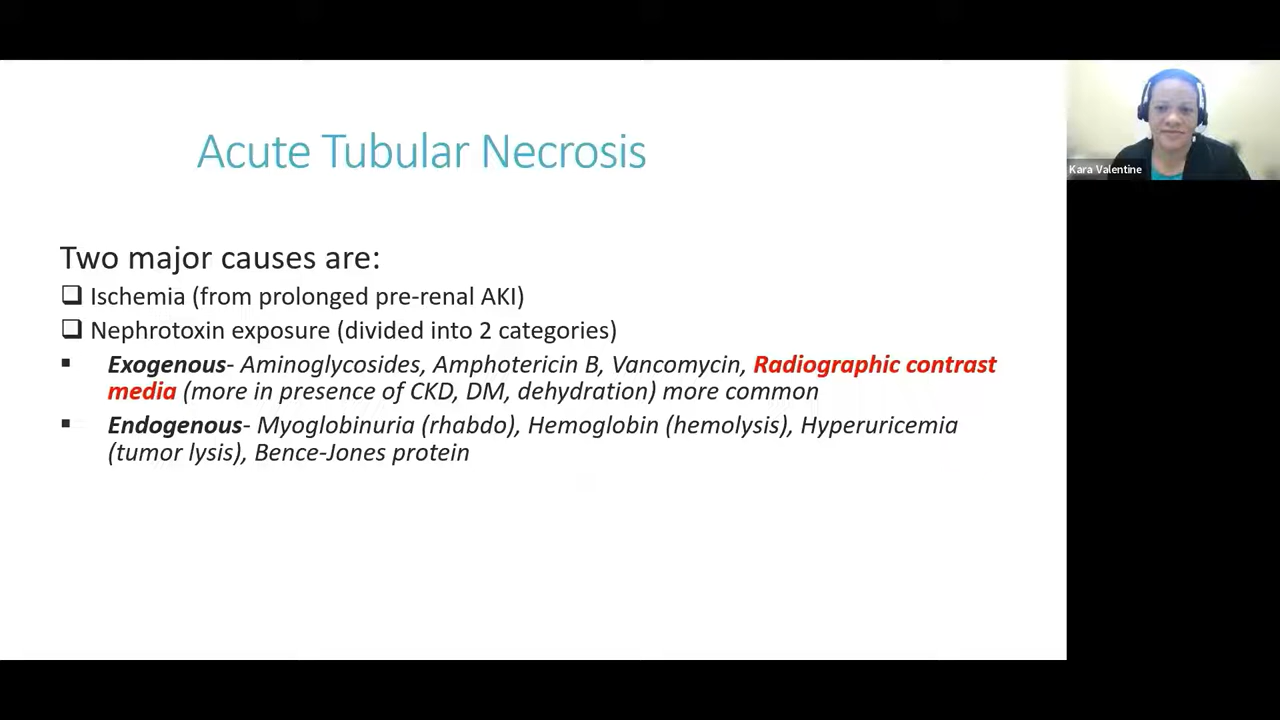 Acute Tubular Necrosis
Kara Valentine
Two major causes are:
❑ Ischemia (from prolonged pre-renal AKI)
❑ Nephrotoxin exposure (divided into 2 categories)
▪ Exogenous- Aminoglycosides, Amphotericin B, Vancomycin, Radiographic contrast
media (more in presence of CKD, DM, dehydration) more common
▪ Endogenous- Myoglobinuria (rhabdo), Hemoglobin (hemolysis), Hyperuricemia
(tumor lysis), Bence-Jones protein